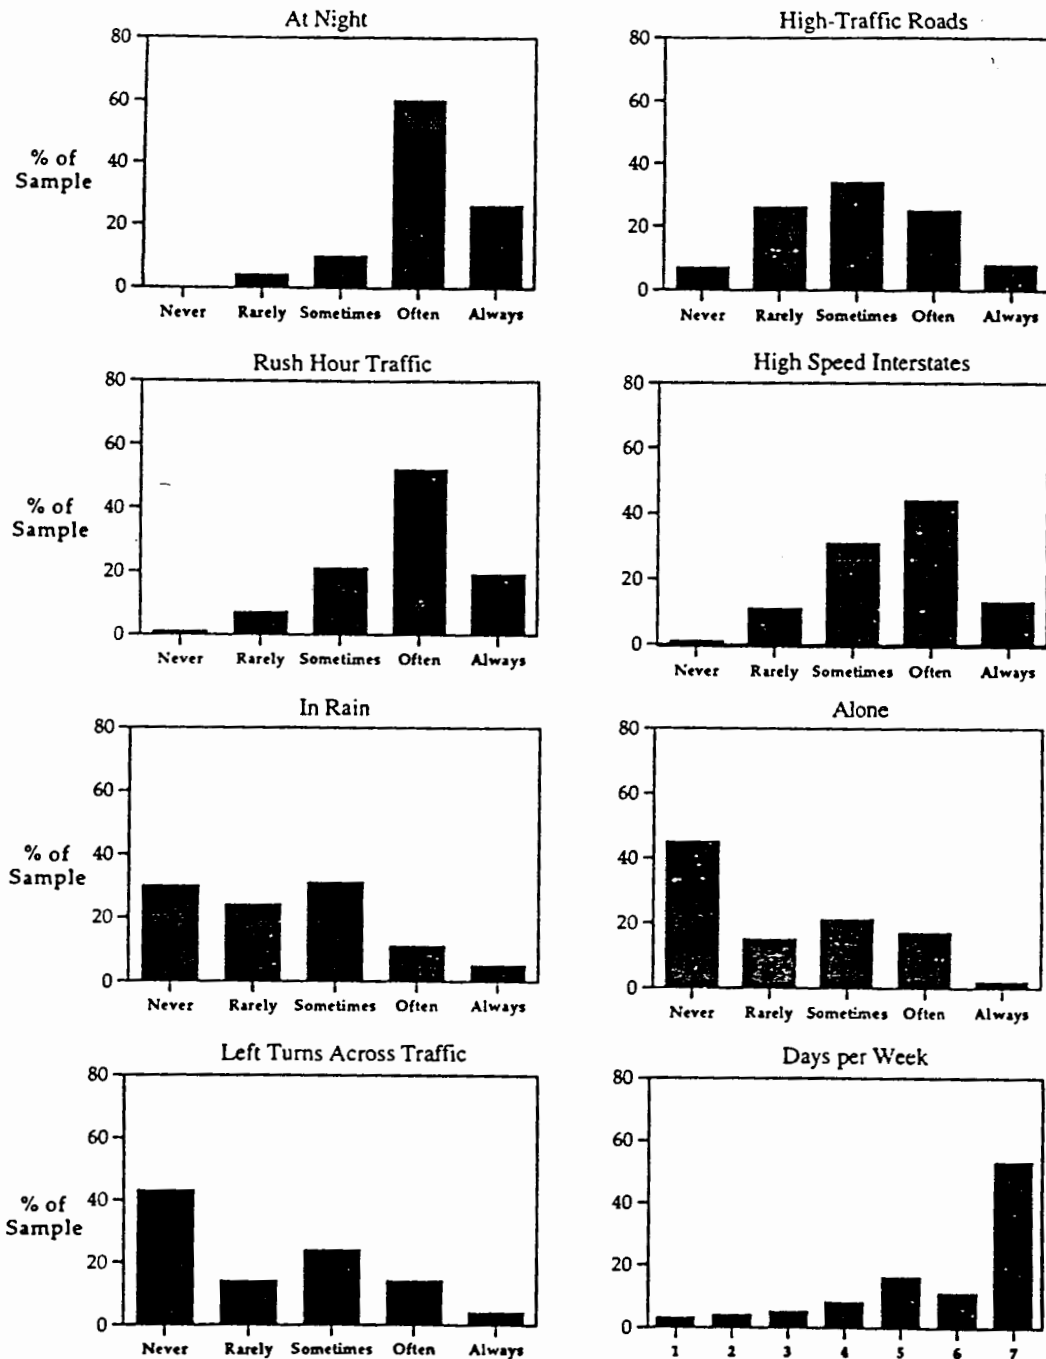 At Night
80
60
% of
Sample
40
20
0
Never Rarely Sometimes Often Always
High-Traffic Roads
80
60
40
20
0
Never Rarely Sometimes Often Always
Rush Hour Traffic
80
60
% of
Sample
40
20
0
Never Rarely Sometimes Often Always
High Speed Interstates
80
60
40
20
0
Never Rarely Sometimes Often Always
In Rain
80
60
% of
Sample
40
20
0
Never Rarely Sometimes Often Always
Alone
80
60
40
20
0
Never Rarely Sometimes Often Always
Left Turns Across Traffic
80
60
% of
Sample
40
20
0
Never Rarely Sometimes Often Always
Days per Week
80
60
40
20
0
1 2 3 4 5 6 7